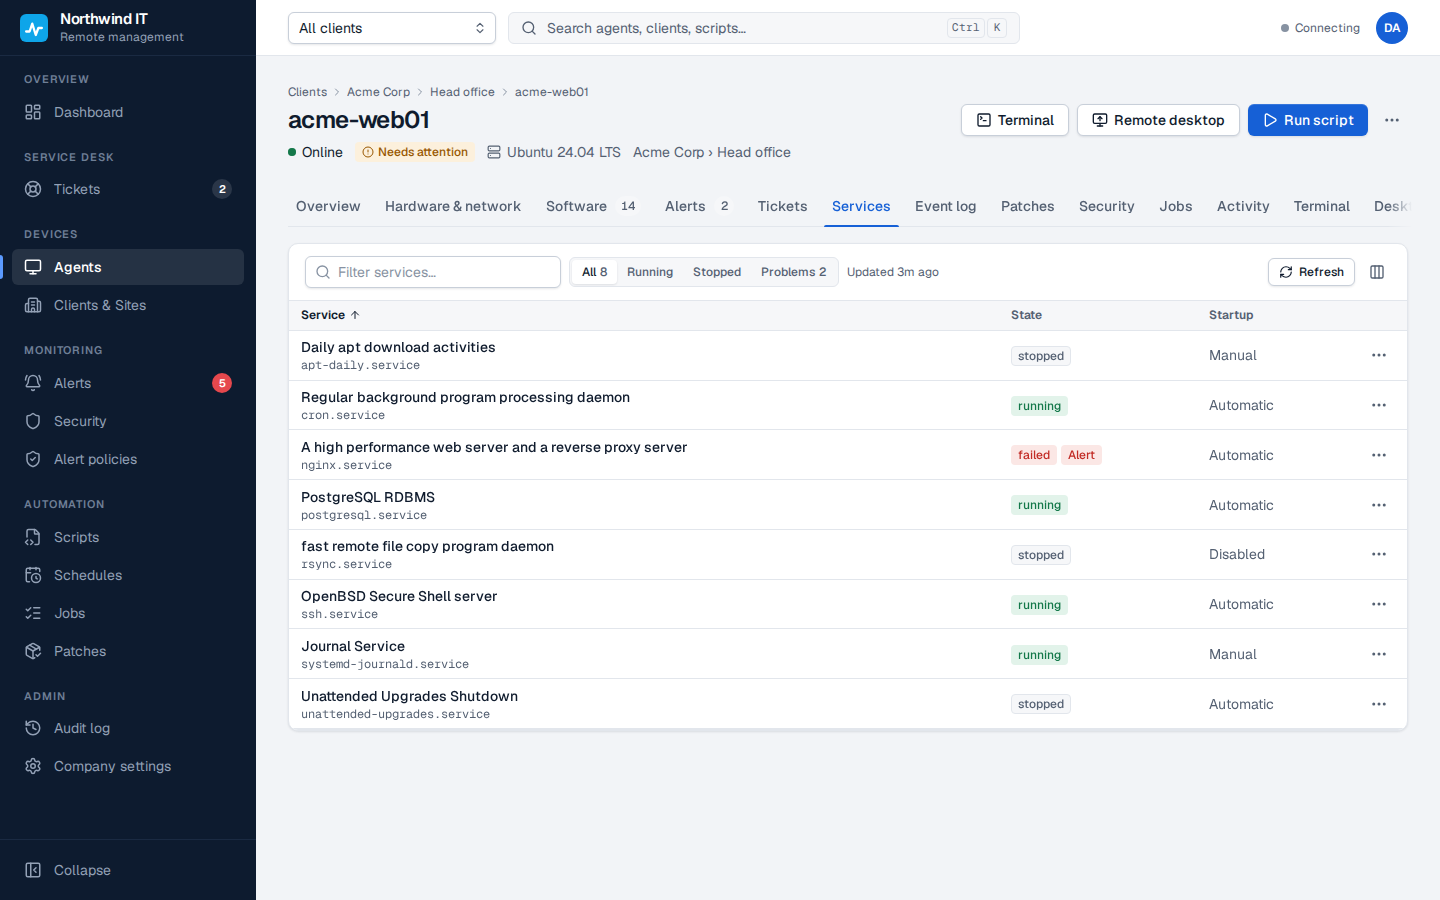 Northwind IT
Remote management
All clients
Search agents, clients, scripts...
Ctrl K
Connecting
DA
OVERVIEW
Dashboard
SERVICE DESK
Tickets 2
DEVICES
Agents
Clients & Sites
MONITORING
Alerts 5
Security
Alert policies
AUTOMATION
Scripts
Schedules
Jobs
Patches
ADMIN
Audit log
Company settings
Collapse
Clients > Acme Corp > Head office > acme-web01
acme-web01
Terminal
Remote desktop
Run script
Online
Needs attention
Ubuntu 24.04 LTS
Acme Corp › Head office
Overview Hardware & network Software 14 Alerts 2 Tickets Services Event log Patches Security Jobs Activity Terminal
Filter services...
All 8 Running Stopped Problems 2
Updated 3m ago
Refresh
Service ↑ State Startup
Daily apt download activities
apt-daily.service
stopped Manual
Regular background program processing daemon
cron.service
running Automatic
A high performance web server and a reverse proxy server
nginx.service
failed Alert Automatic
PostgreSQL RDBMS
postgresql.service
running Automatic
fast remote file copy program daemon
rsync.service
stopped Disabled
OpenBSD Secure Shell server
ssh.service
running Automatic
Journal Service
systemd-journald.service
running Manual
Unattended Upgrades Shutdown
unattended-upgrades.service
stopped Automatic